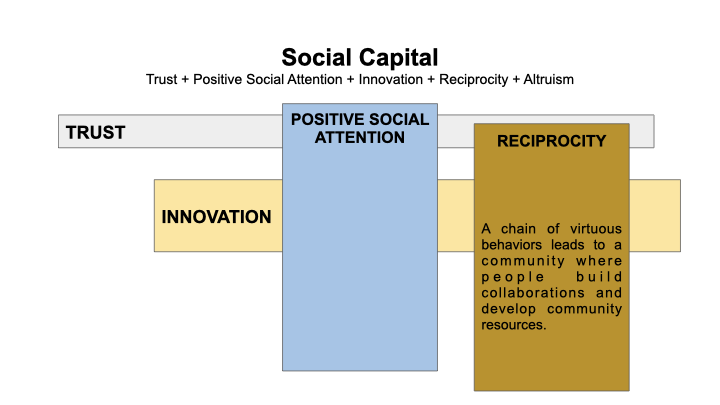 Social Capital
Trust + Positive Social Attention + Innovation + Reciprocity + Altruism
TRUST
POSITIVE SOCIAL
ATTENTION
RECIPROCITY
INNOVATION
A chain of virtuous
behaviors leads to a
community where
people build
collaborations and
develop community
resources.